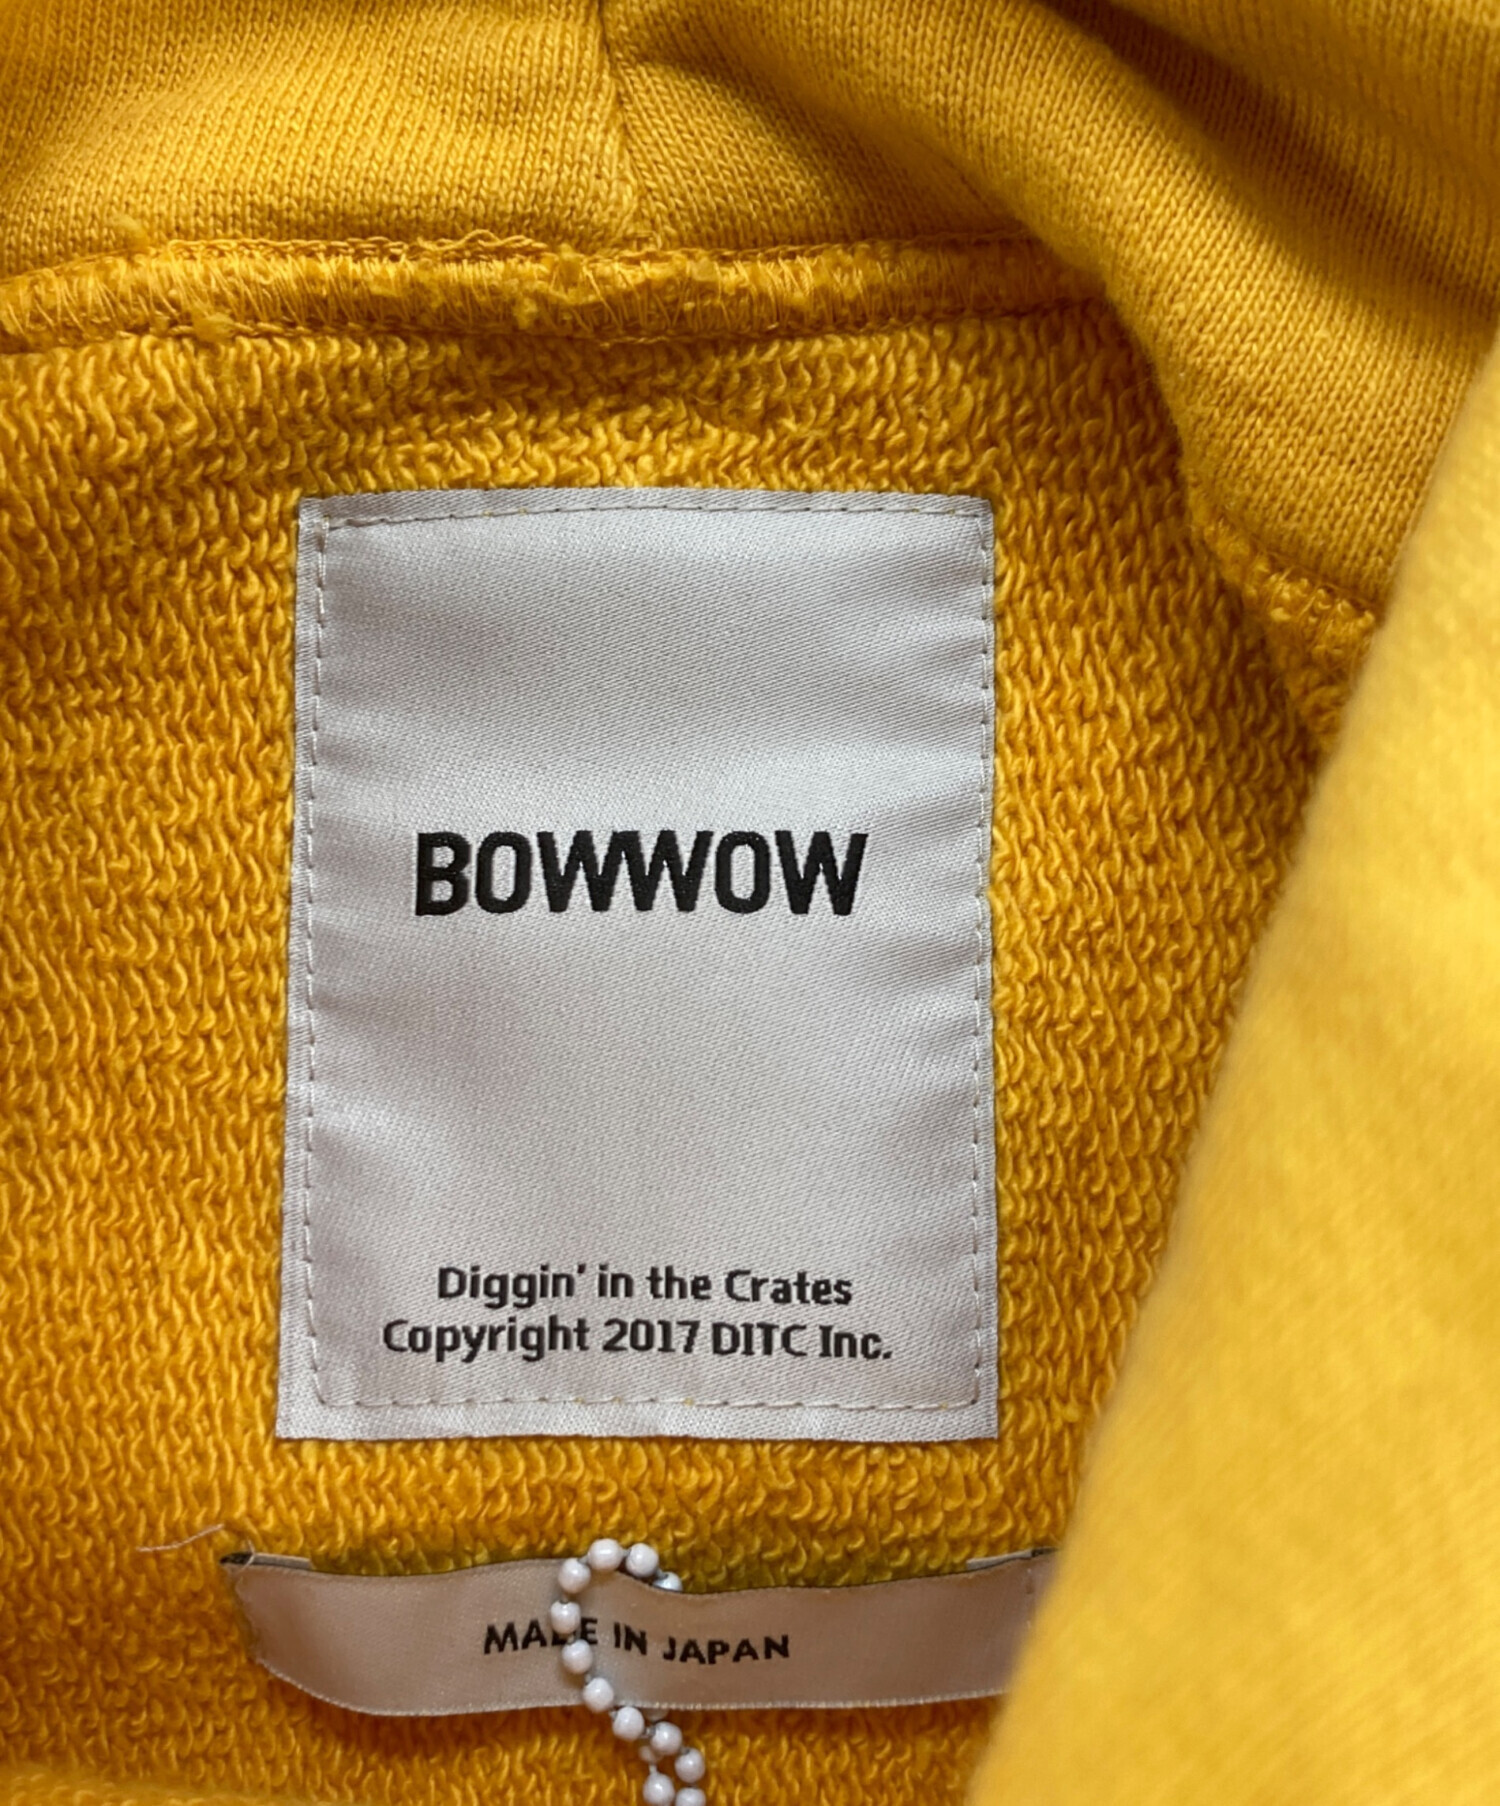 BOWWOW
Diggin' in the Crates
Copyright 2017 DITC Inc.
MADE IN JAPAN